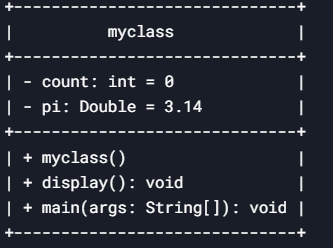 +-----------------------------+
|          myclass            |
+-----------------------------+
| - count: int = 0            |
| - pi: Double = 3.14         |
+-----------------------------+
| + myclass()                 |
| + display(): void           |
| + main(args: String[]): void |
+-----------------------------+